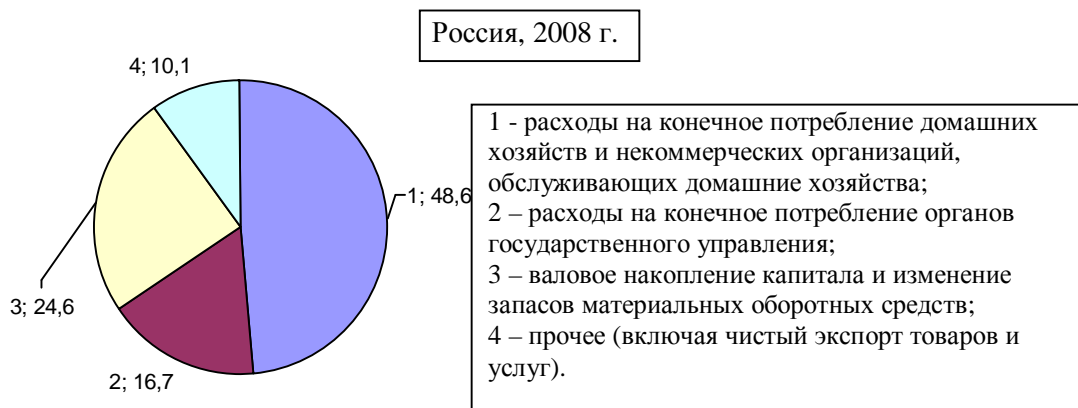 Россия, 2008 г.
4; 10,1
1; 48,6
3; 24,6
2; 16,7
1 - расходы на конечное потребление домашних
хозяйств и некоммерческих организаций,
обслуживающих домашние хозяйства;
2 – расходы на конечное потребление органов
государственного управления;
3 – валовое накопление капитала и изменение
запасов материальных оборотных средств;
4 – прочее (включая чистый экспорт товаров и
услуг).